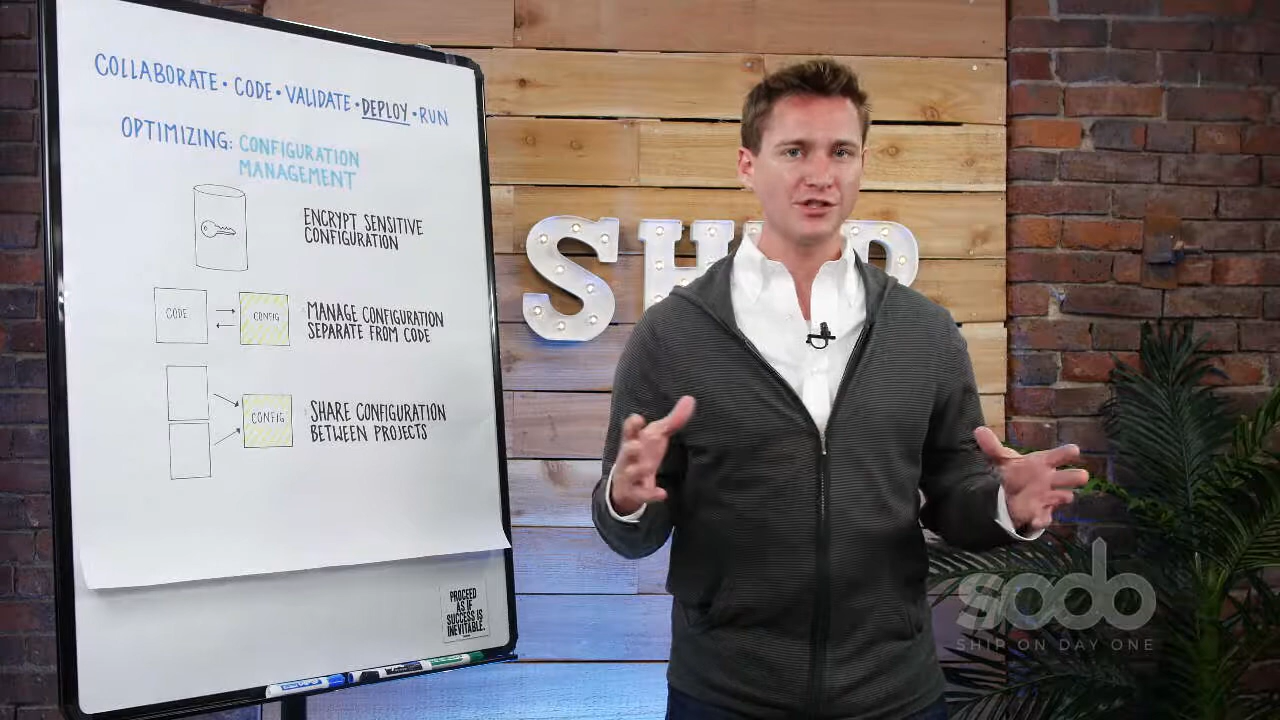 COLLABORATE • CODE • VALIDATE • DEPLOY • RUN
OPTIMIZING: CONFIGURATION
MANAGEMENT
ENCRYPT SENSITIVE
CONFIGURATION
CODE
CONFIG
MANAGE CONFIGURATION
SEPARATE FROM CODE
CONFIG
SHARE CONFIGURATION
BETWEEN PROJECTS
PROCEED
AS IF
SUCCESS IS
INEVITABLE.
SHIP
sodo
SHIP ON DAY ONE